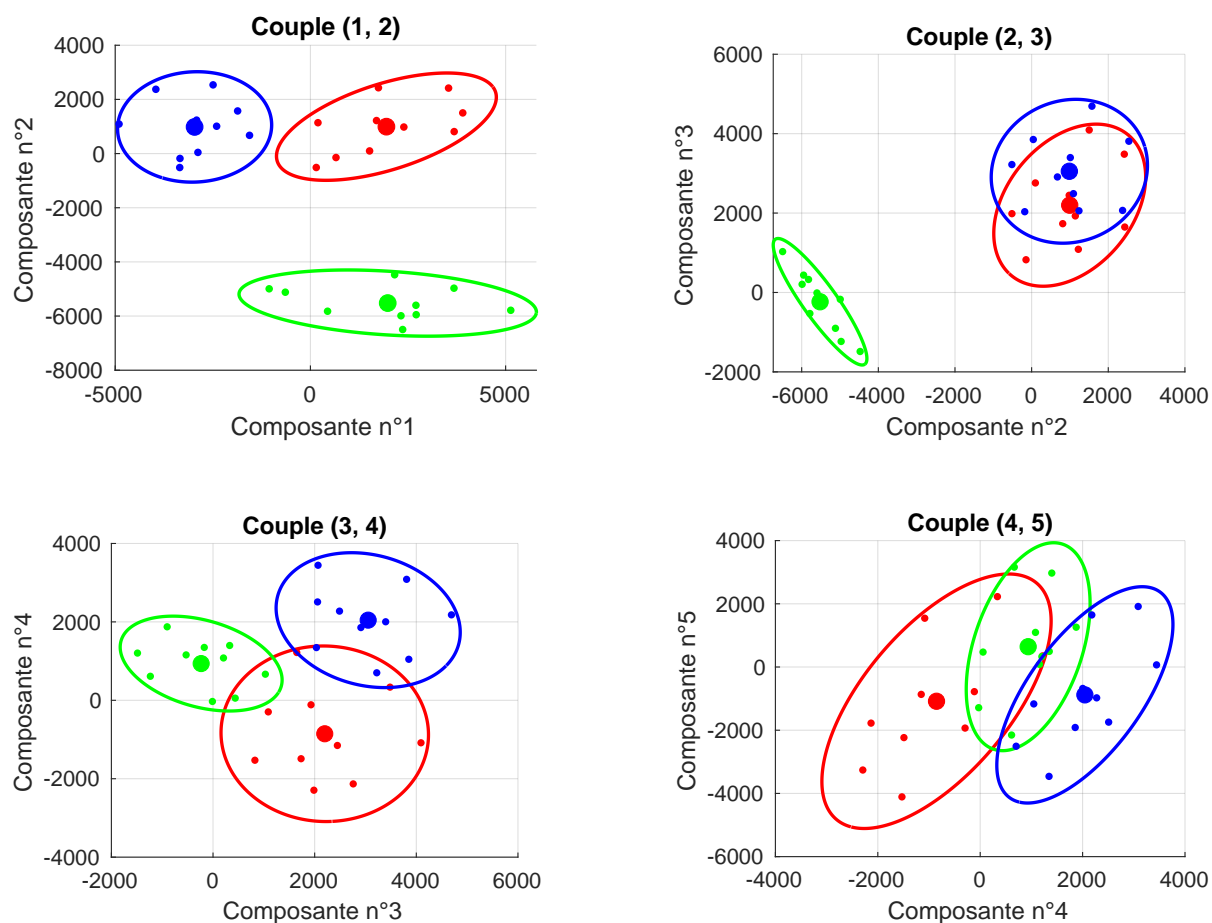 Couple (1, 2)
4000
2000
0
-2000
-4000
-6000
-8000
-5000 0 5000
Composante n°1
Composante n°2
Couple (2, 3)
6000
4000
2000
0
-2000
-6000 -4000 -2000 0 2000 4000
Composante n°2
Composante n°3
Couple (3, 4)
4000
2000
0
-2000
-4000
-2000 0 2000 4000 6000
Composante n°3
Composante n°4
Couple (4, 5)
4000
2000
0
-2000
-4000
-6000
-4000 -2000 0 2000 4000
Composante n°4
Composante n°5